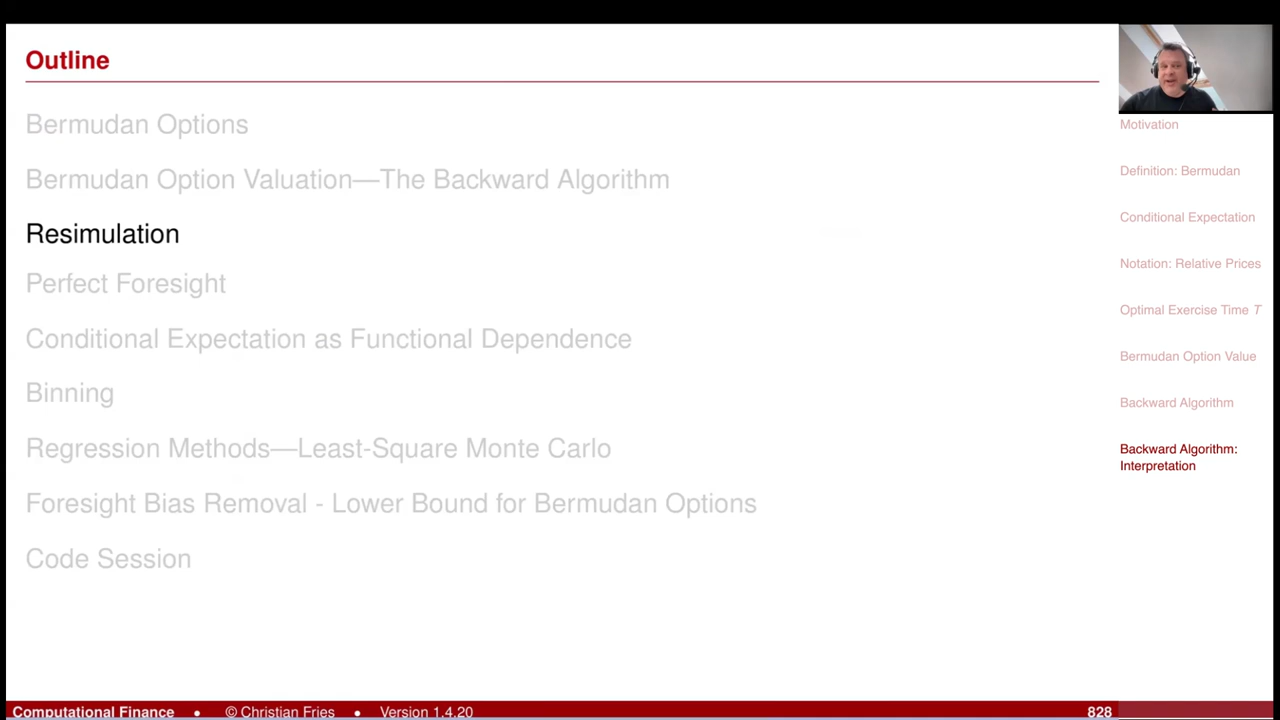 Outline
Bermudan Options
Bermudan Option Valuation—The Backward Algorithm
Resimulation
Perfect Foresight
Conditional Expectation as Functional Dependence
Binning
Regression Methods—Least-Square Monte Carlo
Foresight Bias Removal - Lower Bound for Bermudan Options
Code Session
Motivation
Definition: Bermudan
Conditional Expectation
Notation: Relative Prices
Optimal Exercise Time T
Bermudan Option Value
Backward Algorithm
Backward Algorithm:
Interpretation
Computational Finance • © Christian Fries • Version 1.4.20 828